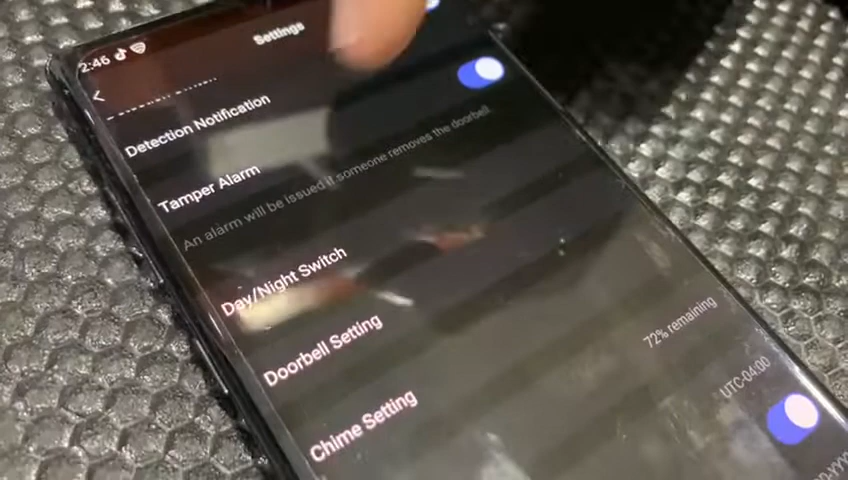 2:46
Settings
Detection Notification
Tamper Alarm
An alarm will be issued if someone removes the doorbell.
Day/Night Switch
Doorbell Setting
Chime Setting
72% remaining
UTC-04:00